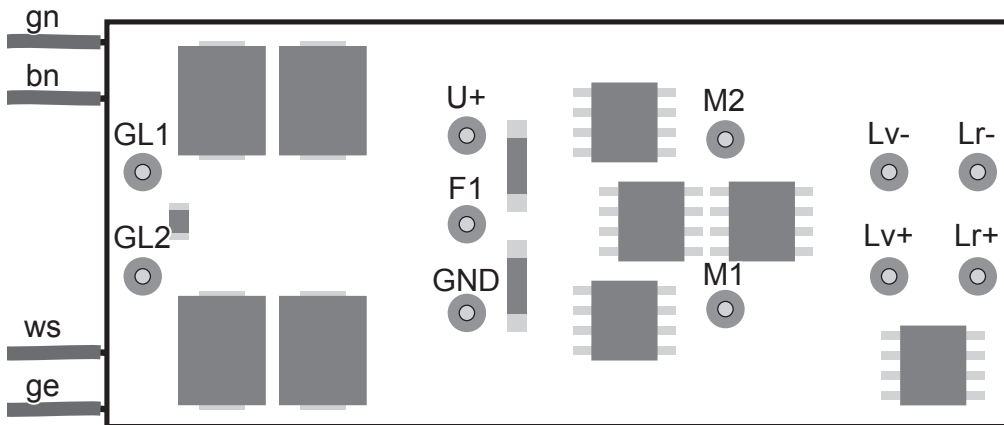 gn
bn
GL1
GL2
ws
ge
U+
F1
GND
M2
M1
Lv-
Lr-
Lv+
Lr+